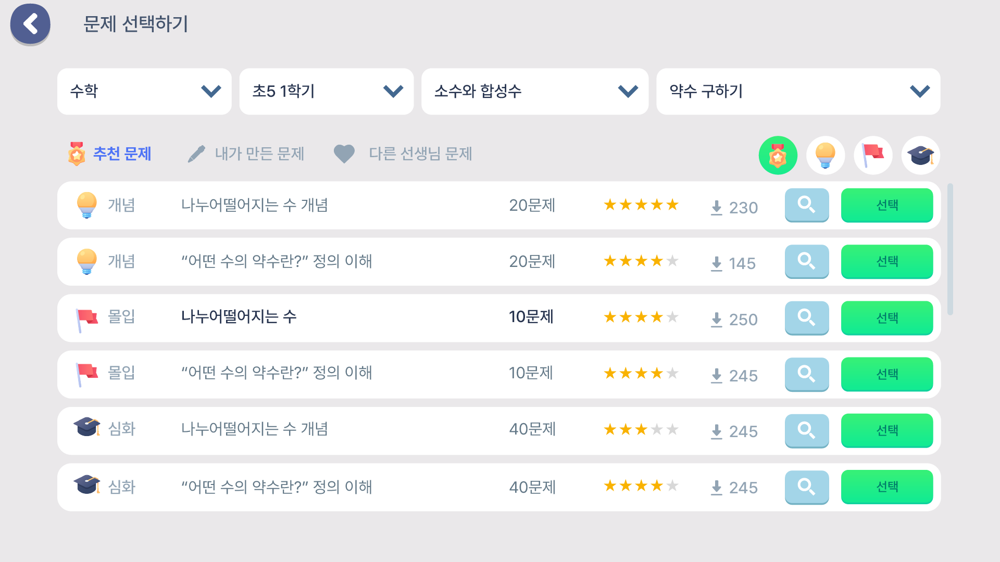 문제 선택하기
수학 초5 1학기 소수와 합성수 약수 구하기
추천 문제 내가 만든 문제 다른 선생님 문제
개념 나누어떨어지는 수 개념 20문제 230 선택
개념 “어떤 수의 약수란?” 정의 이해 20문제 145 선택
몰입 나누어떨어지는 수 10문제 250 선택
몰입 “어떤 수의 약수란?” 정의 이해 10문제 245 선택
심화 나누어떨어지는 수 개념 40문제 245 선택
심화 “어떤 수의 약수란?” 정의 이해 40문제 245 선택